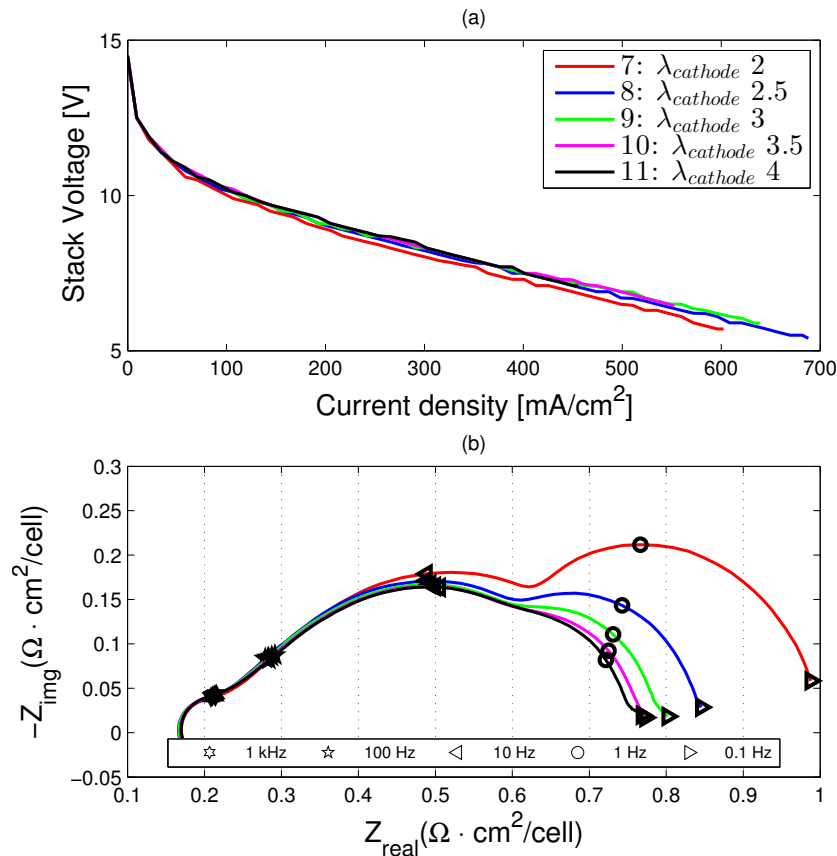 (a)
15
10
5
Stack Voltage [V]
7: λcathode 2
8: λcathode 2.5
9: λcathode 3
10: λcathode 3.5
11: λcathode 4
0 100 200 300 400 500 600 700
Current density [mA/cm²]
(b)
0.3
0.25
0.2
0.15
0.1
0.05
0
−0.05
−Zimg(Ω · cm²/cell)
1 kHz 100 Hz 10 Hz 1 Hz 0.1 Hz
0.1 0.2 0.3 0.4 0.5 0.6 0.7 0.8 0.9 1
Zreal(Ω · cm²/cell)